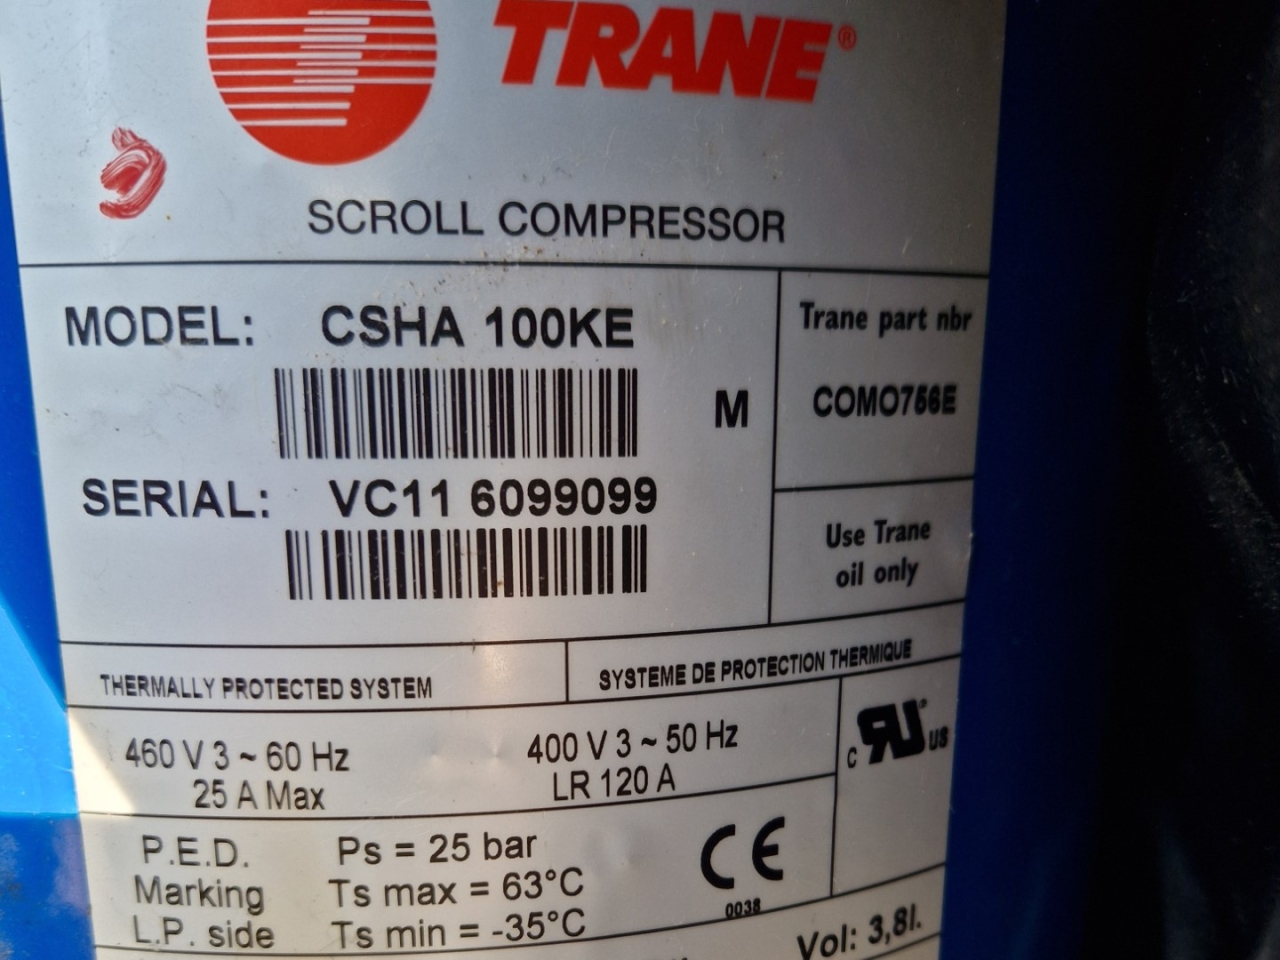 TRANE®
SCROLL COMPRESSOR
MODEL: CSHA 100KE
M
SERIAL: VC11 6099099
Trane part nbr
COMO756E
Use Trane
oil only
THERMALLY PROTECTED SYSTEM
SYSTEME DE PROTECTION THERMIQUE
460 V 3 ~ 60 Hz
25 A Max
400 V 3 ~ 50 Hz
LR 120 A
c RU US
P.E.D. Ps = 25 bar
Marking Ts max = 63°C
L.P. side Ts min = -35°C
CE
0038
Vol: 3,8l.